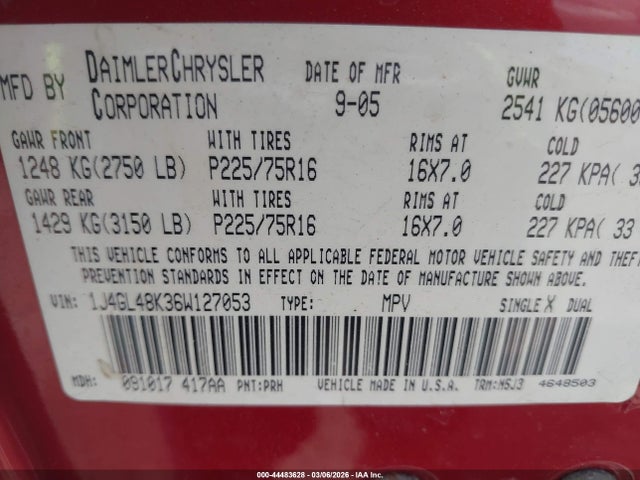 MFD BY DAIMLERCHRYSLER CORPORATION DATE OF MFR 9-05 GVWR 2541 KG(05600
GAWR FRONT WITH TIRES RIMS AT COLD
1248 KG(2750 LB) P225/75R16 16X7.0 227 KPA( 3
GAWR REAR WITH TIRES RIMS AT COLD
1429 KG(3150 LB) P225/75R16 16X7.0 227 KPA( 33
THIS VEHICLE CONFORMS TO ALL APPLICABLE FEDERAL MOTOR VEHICLE SAFETY AND THEFT
PREVENTION STANDARDS IN EFFECT ON THE DATE OF MANUFACTURE SHOWN ABOVE.
VIN: 1J4GL48K36W127053 TYPE: MPV SINGLE X DUAL
MDH: 091017 417AA PNT:PRH VEHICLE MADE IN U.S.A. TRM:N5J3 4648503
000-44483628 - 03/06/2026 - IAA Inc.